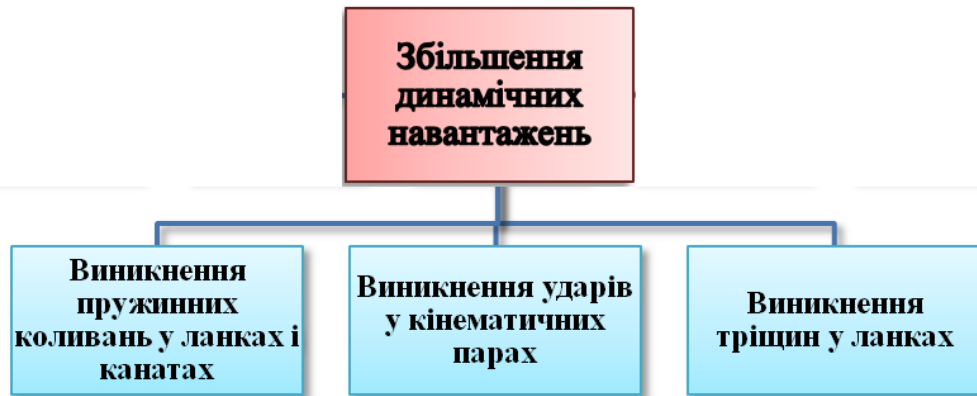 Збільшення
динамічних
навантажень
Виникнення
пружинних
коливань у ланках і
канатах
Виникнення ударів
у кінематичних
парах
Виникнення
тріщин у ланках